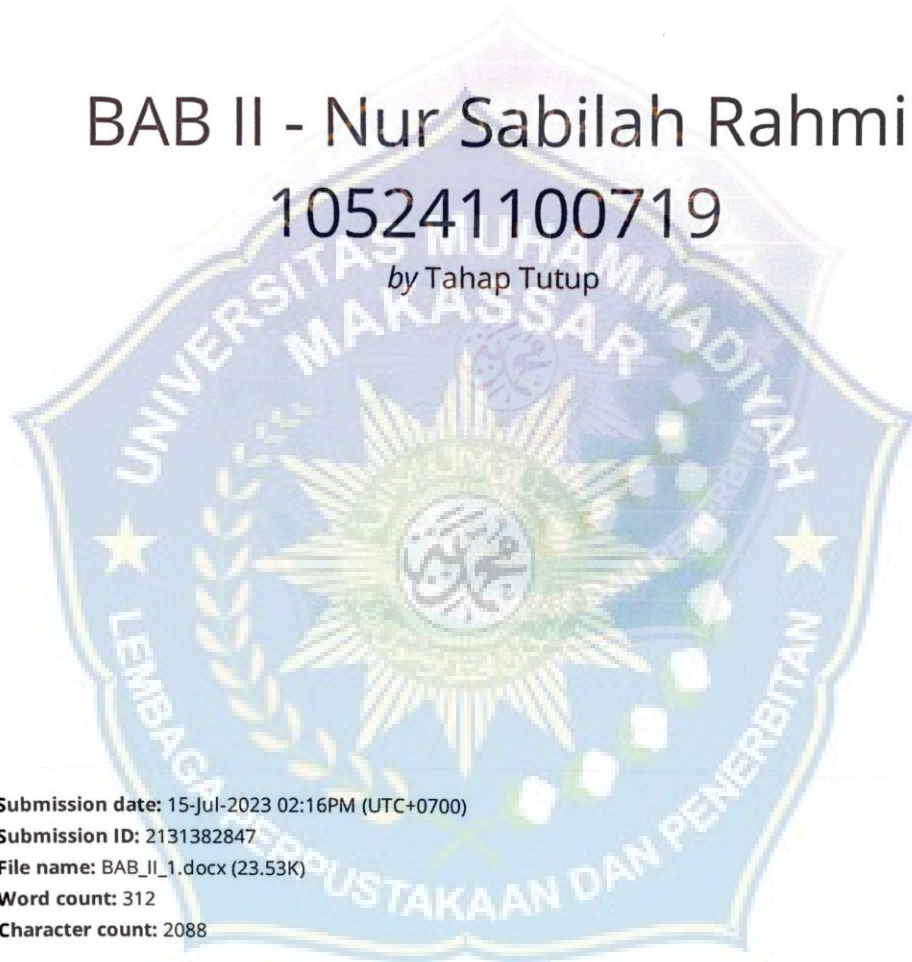 BAB II - Nur Sabilah Rahmi
105241100719
by Tahap Tutup
UNIVERSITAS MUHAMMADIYAH
MAKASSAR
LEMBAGA PERPUSTAKAAN DAN PENERBITAN
Submission date: 15-Jul-2023 02:16PM (UTC+0700)
Submission ID: 2131382847
File name: BAB_II_1.docx (23.53K)
Word count: 312
Character count: 2088